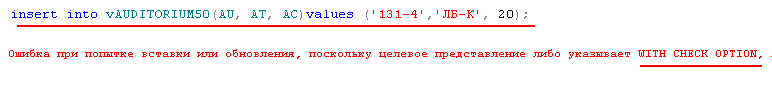 insert into vAUDITORIUM50(AU, AT, AC)values ('131-4','ЛБ-К', 20);
Ошибка при попытке вставки или обновления, поскольку целевое представление либо указывает WITH CHECK OPTION,